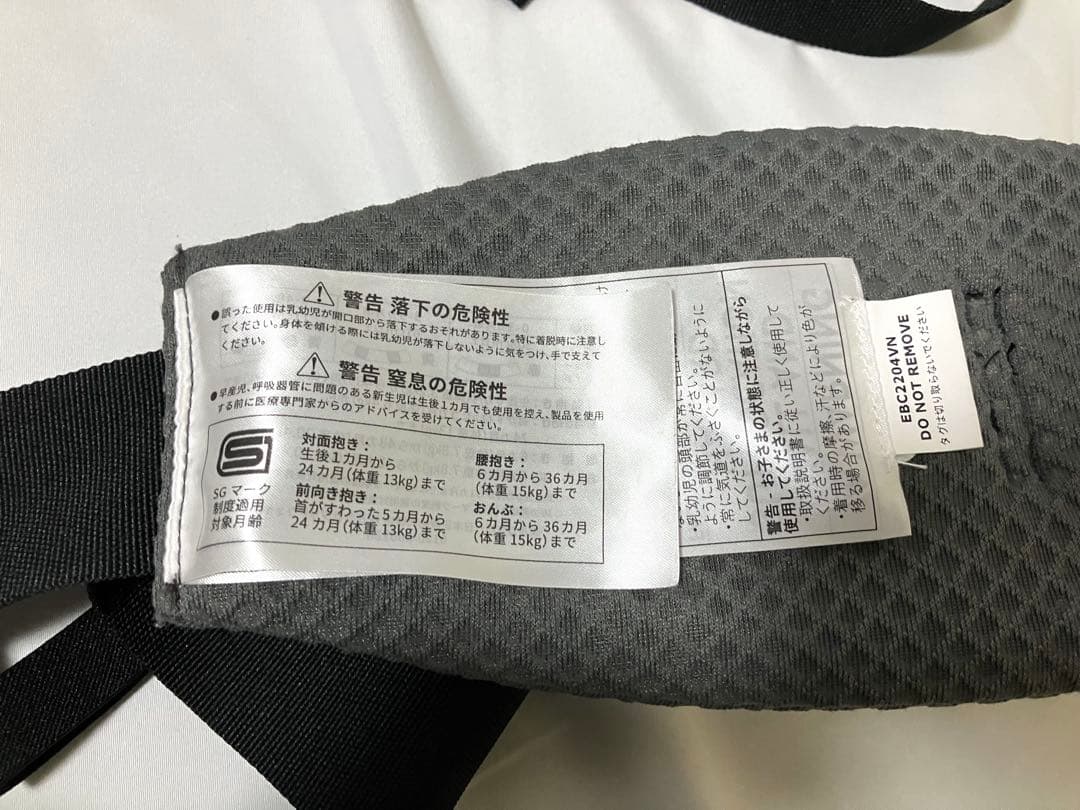 警告 落下の危険性
●誤った使用は乳幼児が開口部から落下するおそれがあります。特に着脱時に注意し
てください。身体を傾ける際には乳幼児が落下しないように気をつけ、手で支えて
ください。
警告 窒息の危険性
●早産児、呼吸器管に問題のある新生児は生後1カ月でも使用を控え、製品を使用
する前に医療専門家からのアドバイスを受けてください。
SG マーク
制度適用
対象月齢
対面抱き：
生後1カ月から
24カ月（体重 13kg）まで
前向き抱き：
首がすわった5カ月から
24カ月（体重 13kg）まで
腰抱き：
6カ月から 36カ月
（体重 15kg）まで
おんぶ：
6カ月から 36カ月
（体重 15kg）まで
・乳幼児の頭部が常に
ように調節してください。
・常に気道をふさぐことがないように
してください。
警告 - お子さまの状態に注意しながら
使用してください。
・取扱説明書に従い正しく使用して
ください。
・着用時の摩擦、汗などにより色が
移る場合があります。
EBC2204VN
DO NOT REMOVE
タグは切り取らないでください